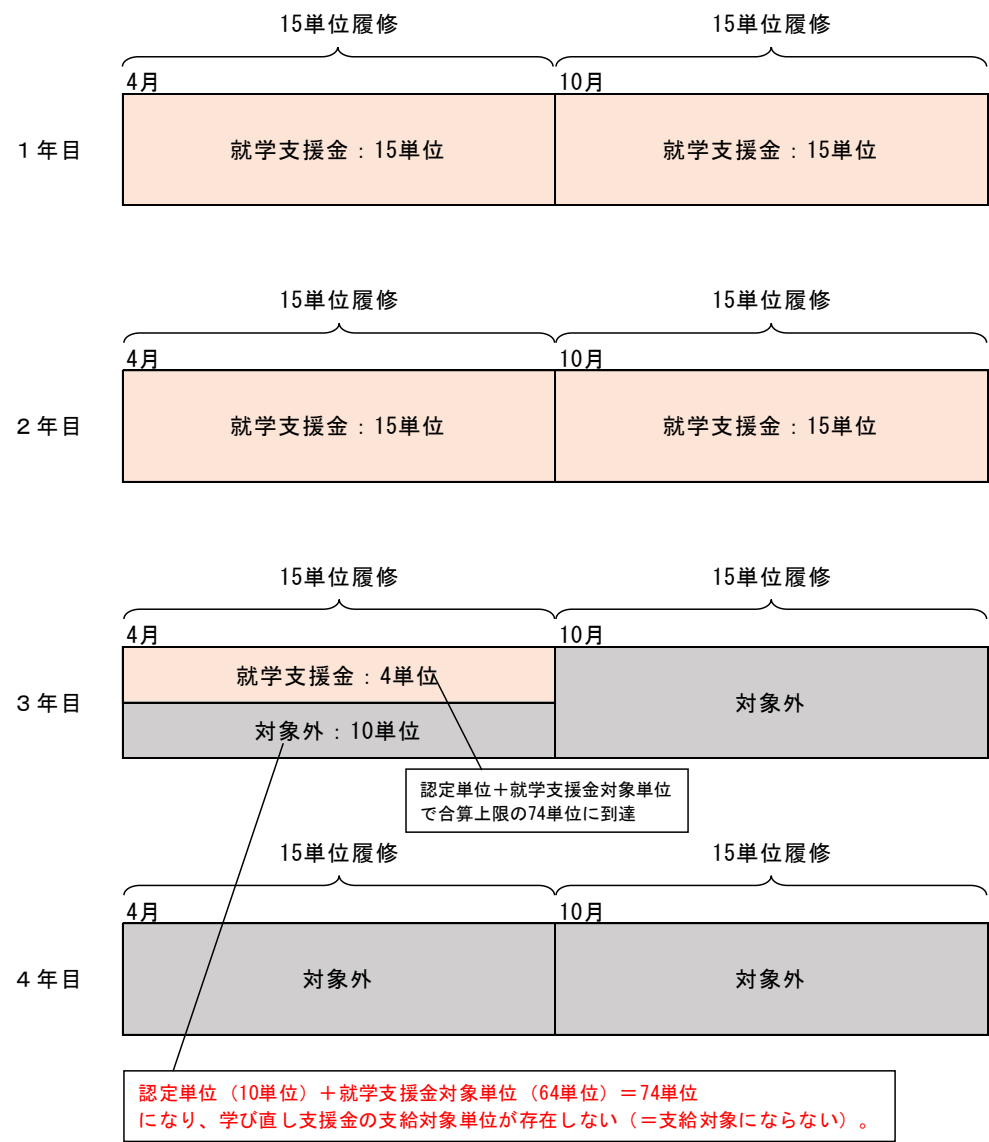 15単位履修 15単位履修
4月 10月
1年目 就学支援金：15単位 就学支援金：15単位
15単位履修 15単位履修
4月 10月
2年目 就学支援金：15単位 就学支援金：15単位
15単位履修 15単位履修
4月 10月
就学支援金：4単位
3年目 対象外
対象外：10単位
認定単位＋就学支援金対象単位
で合算上限の74単位に到達
15単位履修 15単位履修
4月 10月
4年目 対象外 対象外
認定単位（10単位）＋就学支援金対象単位（64単位）＝74単位
になり、学び直し支援金の支給対象単位が存在しない（＝支給対象にならない）。